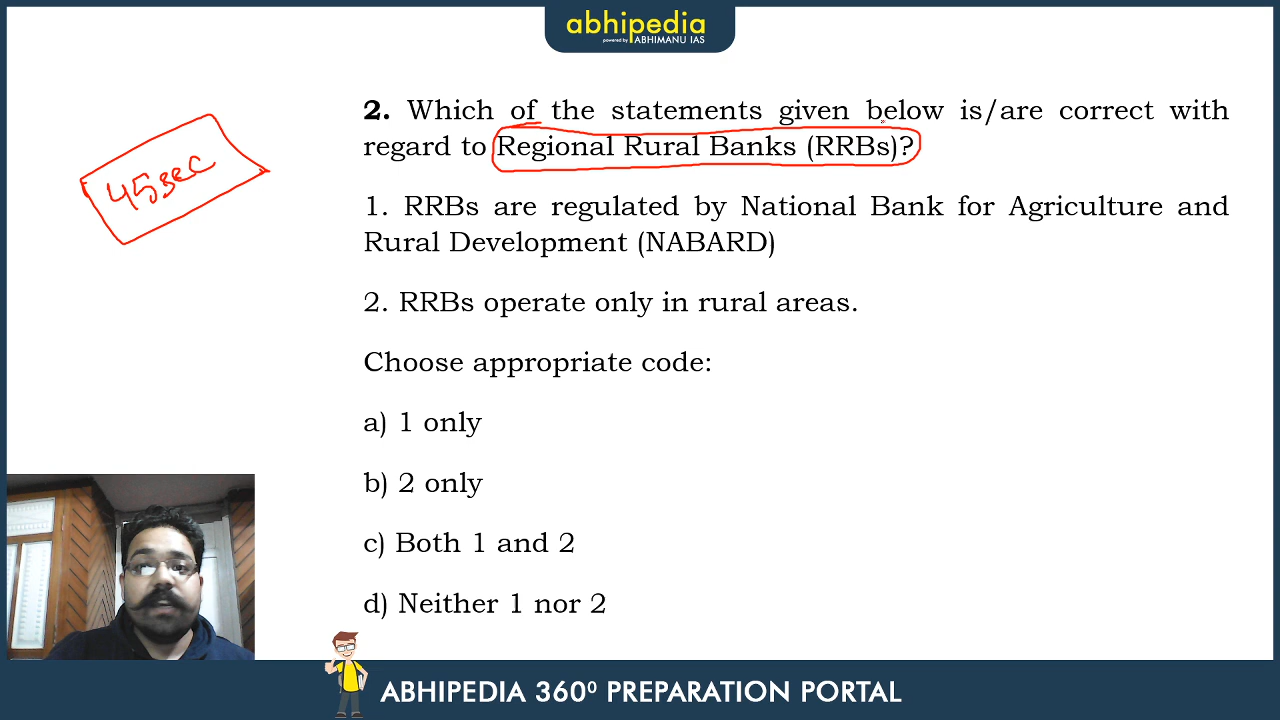 abhipedia
powered by ABHIMANU IAS
2. Which of the statements given below is/are correct with
regard to Regional Rural Banks (RRBs)?
45sec
1. RRBs are regulated by National Bank for Agriculture and
Rural Development (NABARD)
2. RRBs operate only in rural areas.
Choose appropriate code:
a) 1 only
b) 2 only
c) Both 1 and 2
d) Neither 1 nor 2
ABHIPEDIA 360⁰ PREPARATION PORTAL